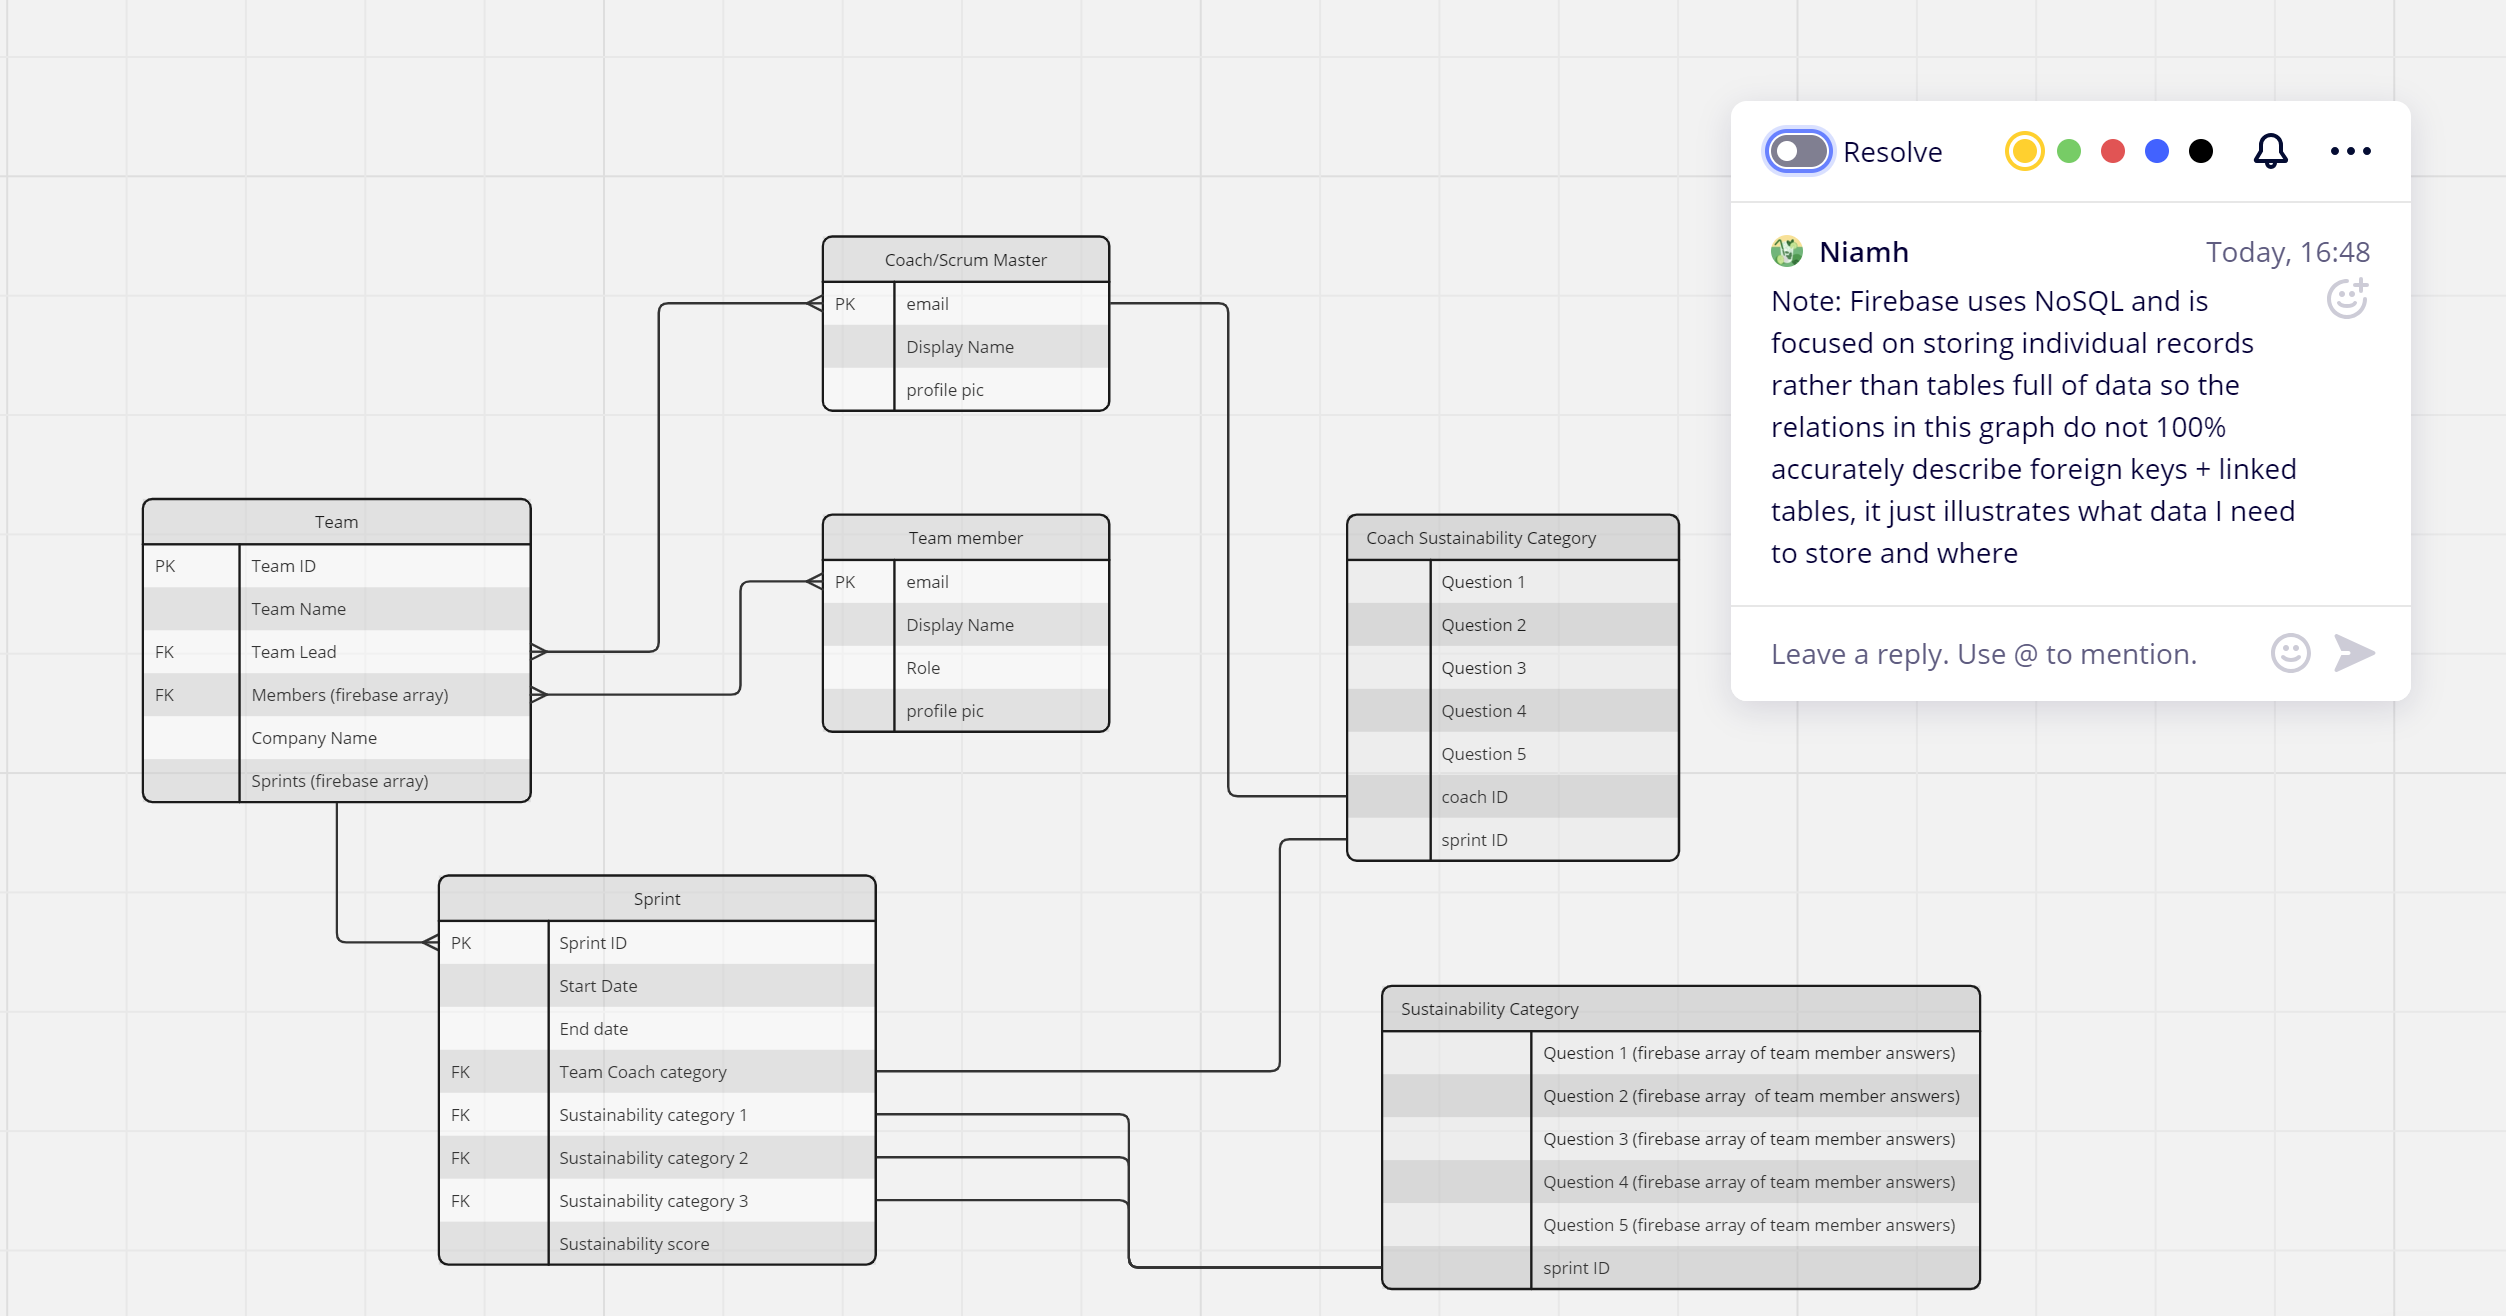 Coach/Scrum Master
PK email
Display Name
profile pic
Team
PK Team ID
Team Name
FK Team Lead
FK Members (firebase array)
Company Name
Sprints (firebase array)
Team member
PK email
Display Name
Role
profile pic
Coach Sustainability Category
Question 1
Question 2
Question 3
Question 4
Question 5
coach ID
sprint ID
Sprint
PK Sprint ID
Start Date
End date
FK Team Coach category
FK Sustainability category 1
FK Sustainability category 2
FK Sustainability category 3
Sustainability score
Sustainability Category
Question 1 (firebase array of team member answers)
Question 2 (firebase array  of team member answers)
Question 3 (firebase array of team member answers)
Question 4 (firebase array of team member answers)
Question 5 (firebase array of team member answers)
sprint ID
Resolve
Niamh Today, 16:48
Note: Firebase uses NoSQL and is
focused on storing individual records
rather than tables full of data so the
relations in this graph do not 100%
accurately describe foreign keys + linked
tables, it just illustrates what data I need
to store and where
Leave a reply. Use @ to mention.